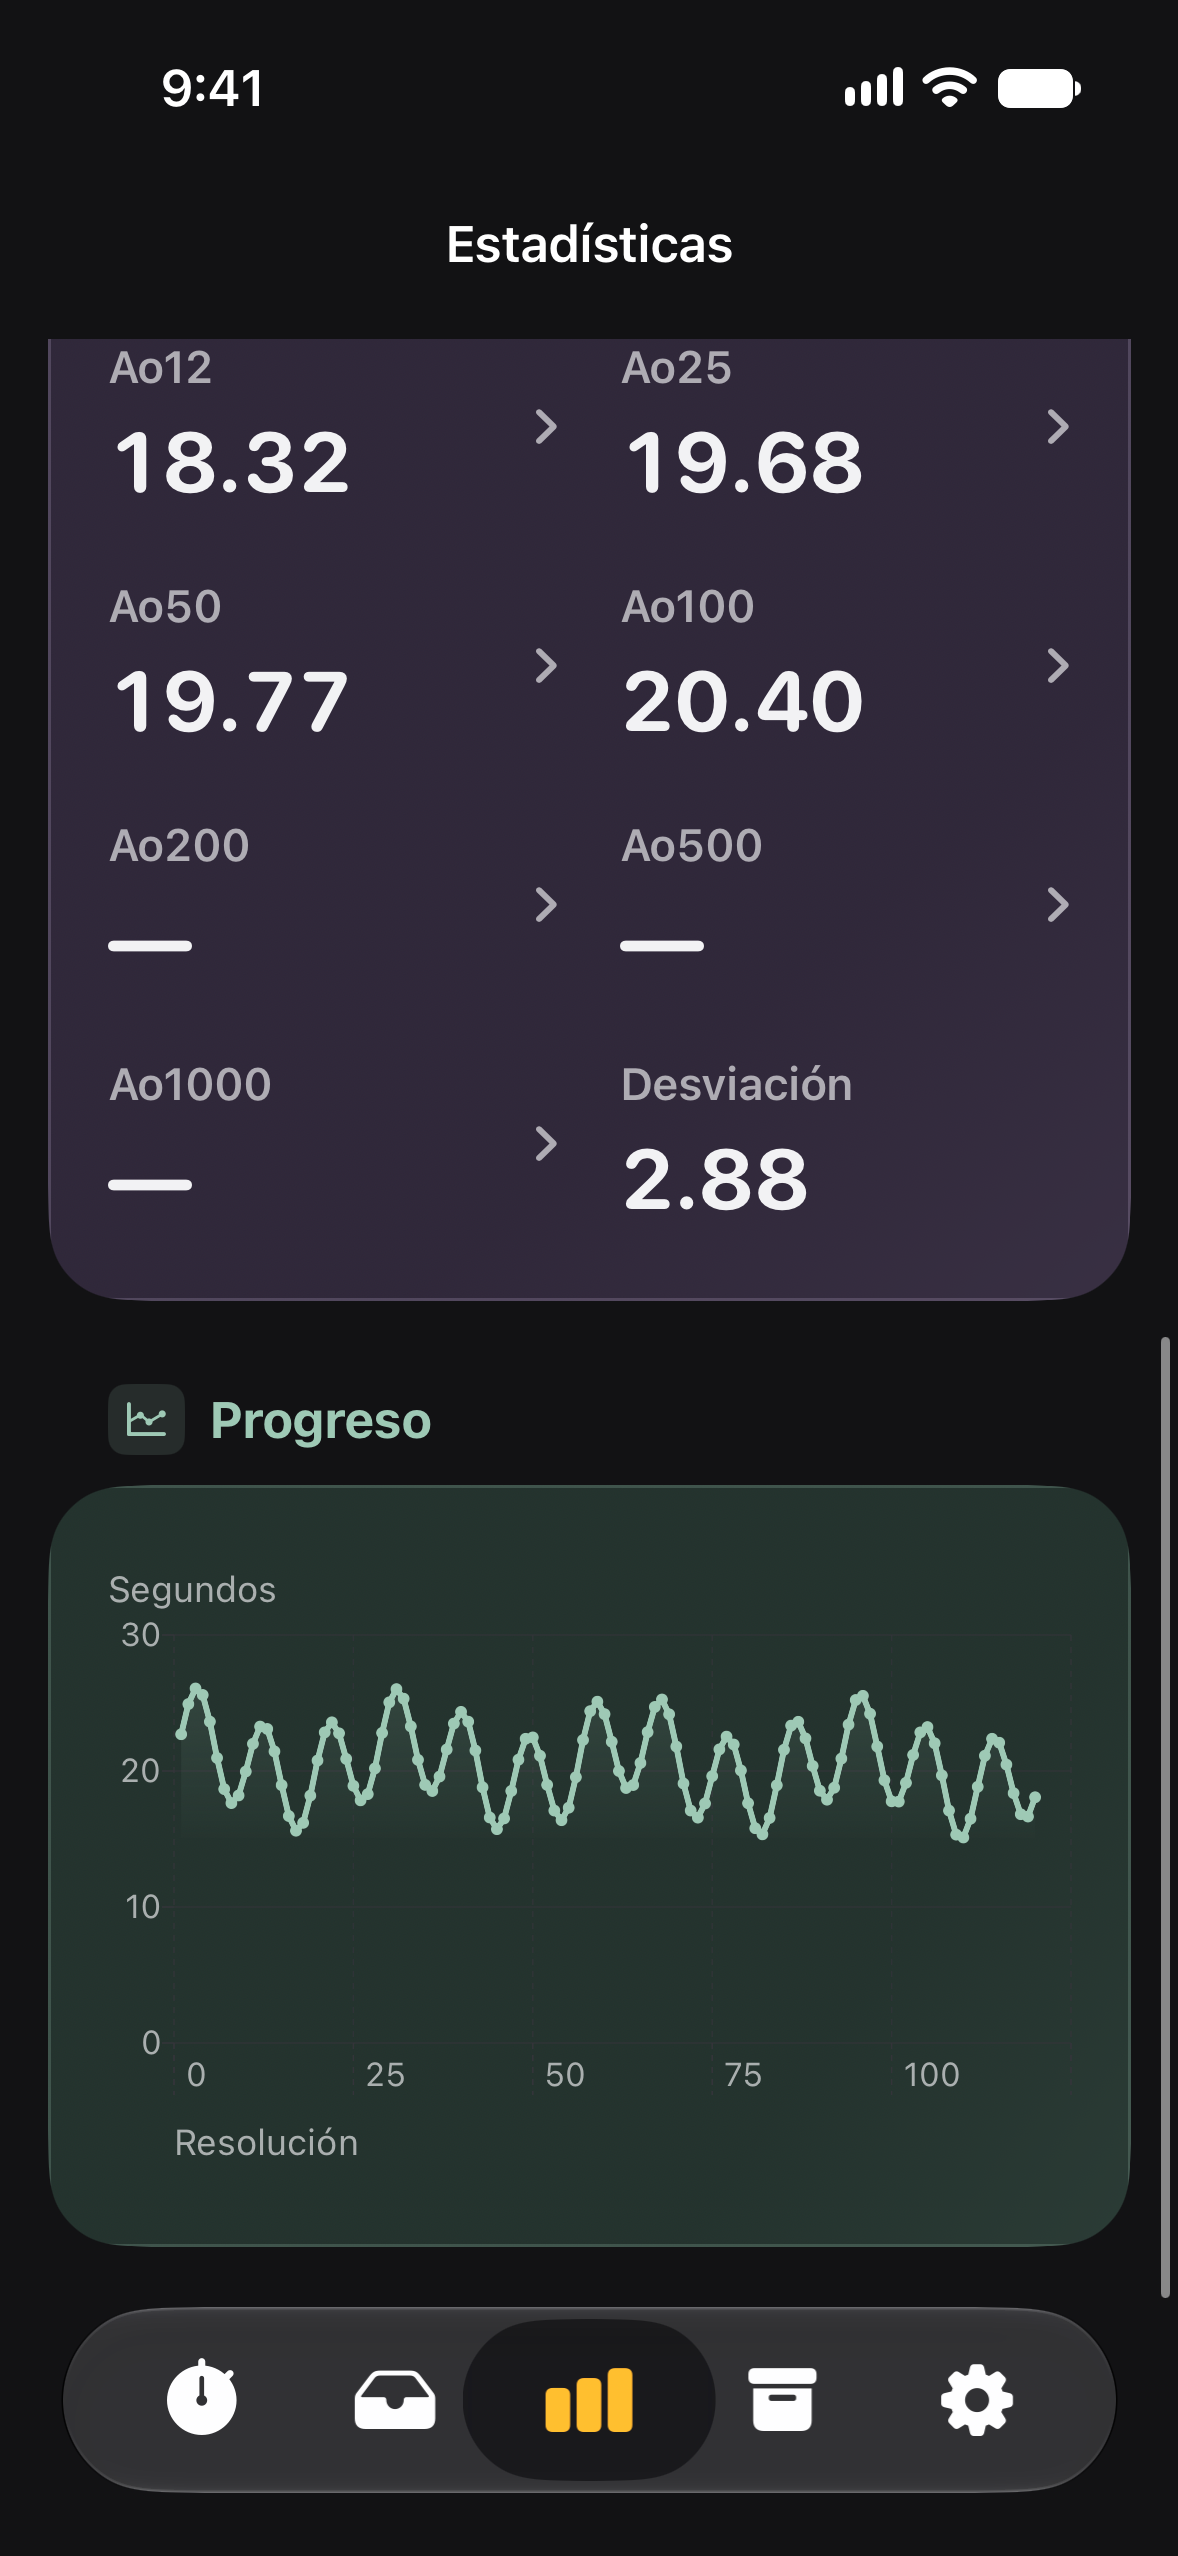 9:41
Estadísticas
Ao12 Ao25
18.32 19.68
Ao50 Ao100
19.77 20.40
Ao200 Ao500
— —
Ao1000 Desviación
— 2.88
Progreso
Segundos
30
20
10
0
0 25 50 75 100
Resolución